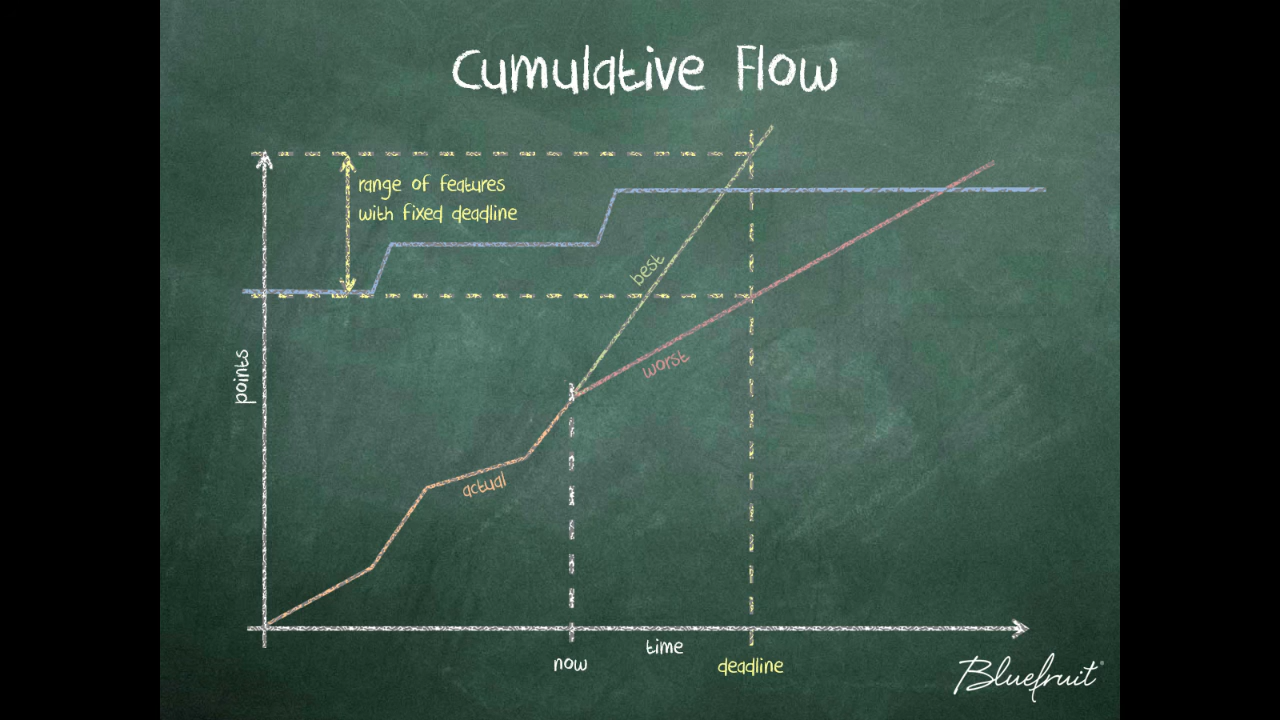 Cumulative Flow
range of features
with fixed deadline
best
points
worst
actual
time
now
deadline
Bluefruit